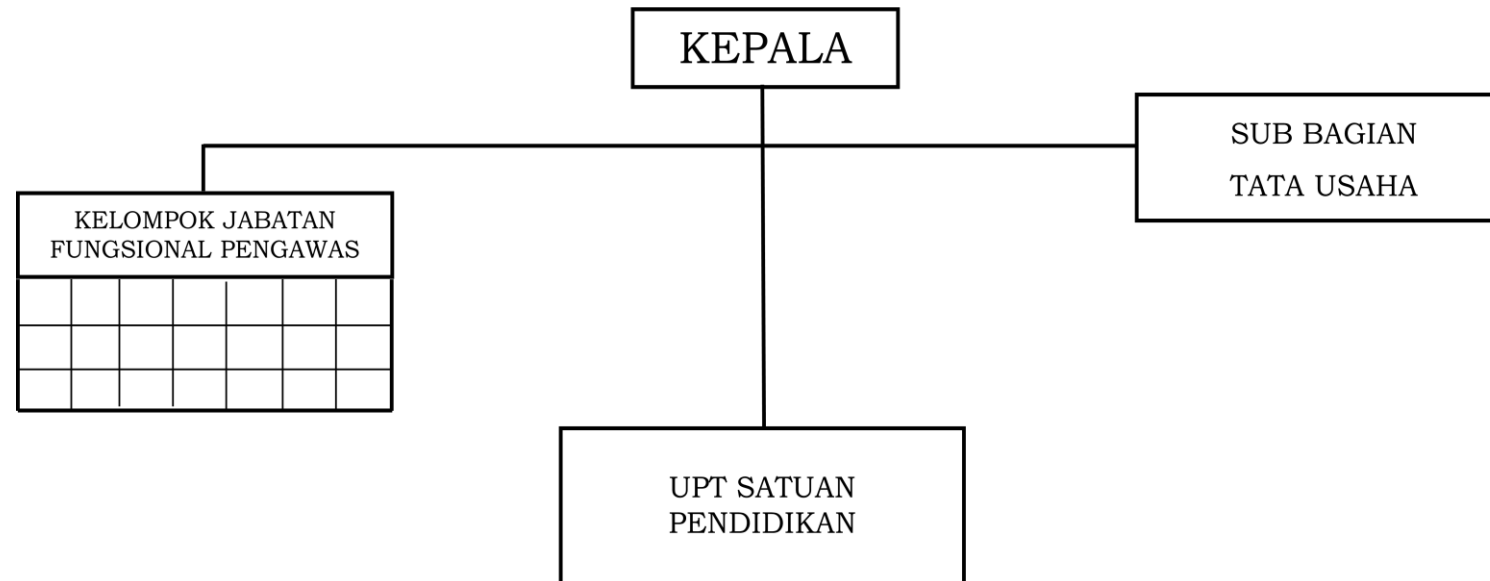 KEPALA
SUB BAGIAN
TATA USAHA
KELOMPOK JABATAN
FUNGSIONAL PENGAWAS
UPT SATUAN
PENDIDIKAN